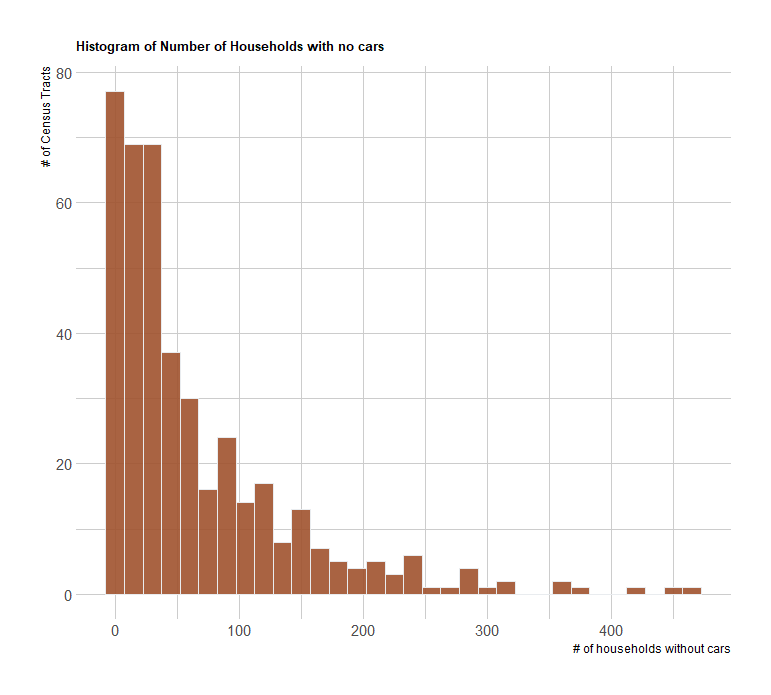 Histogram of Number of Households with no cars
# of Census Tracts
80
60
40
20
0
0 100 200 300 400
# of households without cars